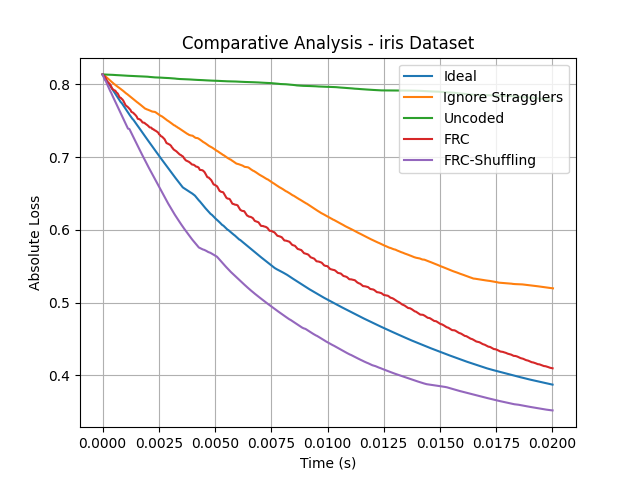 Comparative Analysis - iris Dataset
Ideal
Ignore Stragglers
Uncoded
FRC
FRC-Shuffling
Absolute Loss
0.8
0.7
0.6
0.5
0.4
0.0000 0.0025 0.0050 0.0075 0.0100 0.0125 0.0150 0.0175 0.0200
Time (s)